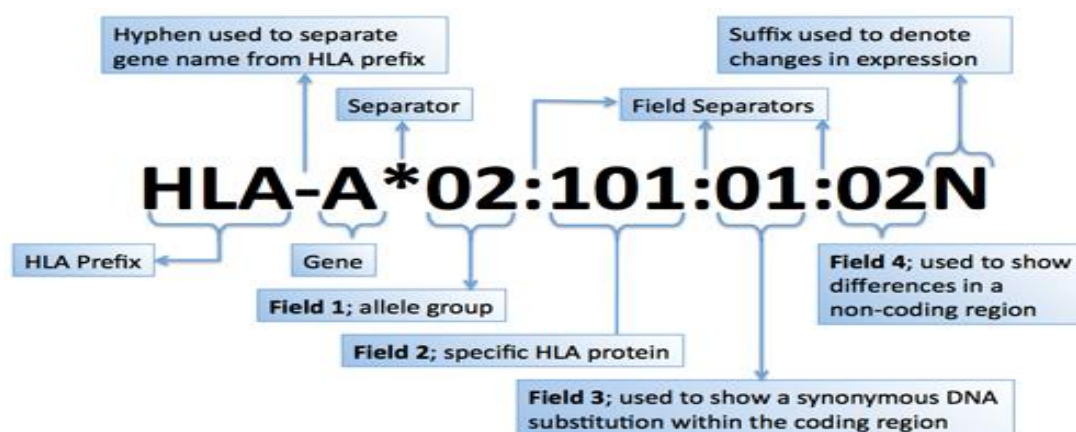 Hyphen used to separate
gene name from HLA prefix
Suffix used to denote
changes in expression
Separator
Field Separators
HLA-A*02:101:01:02N
HLA Prefix
Gene
Field 1; allele group
Field 2; specific HLA protein
Field 3; used to show a synonymous DNA
substitution within the coding region
Field 4; used to show
differences in a
non-coding region